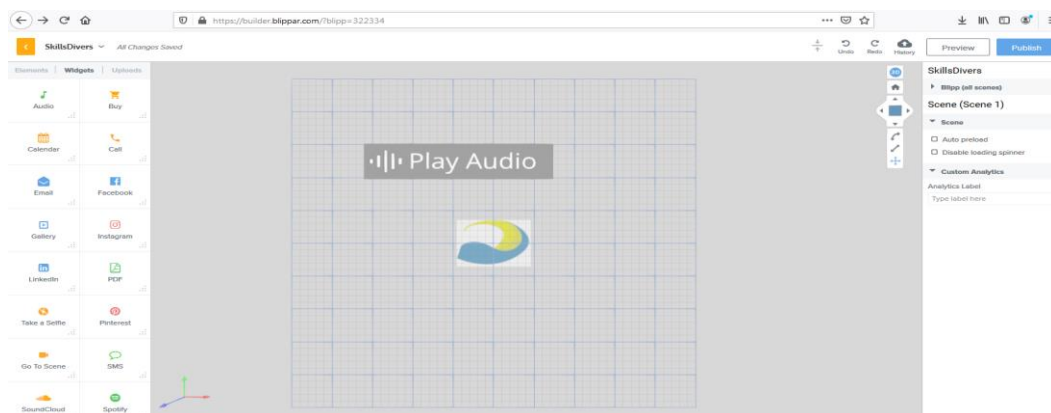 https://builder.blippar.com/?blipp=322334
SkillsDivers
All Changes Saved
Undo
Redo
History
Preview
Publish
Elements
Widgets
Uploads
Audio
Buy
Calendar
Call
Email
Facebook
Gallery
Instagram
LinkedIn
PDF
Take a Selfie
Pinterest
Go To Scene
SMS
SoundCloud
Spotify
Play Audio
SkillsDivers
Blipp (all scenes)
Scene (Scene 1)
Scene
Auto preload
Disable loading spinner
Custom Analytics
Analytics Label
Type label here